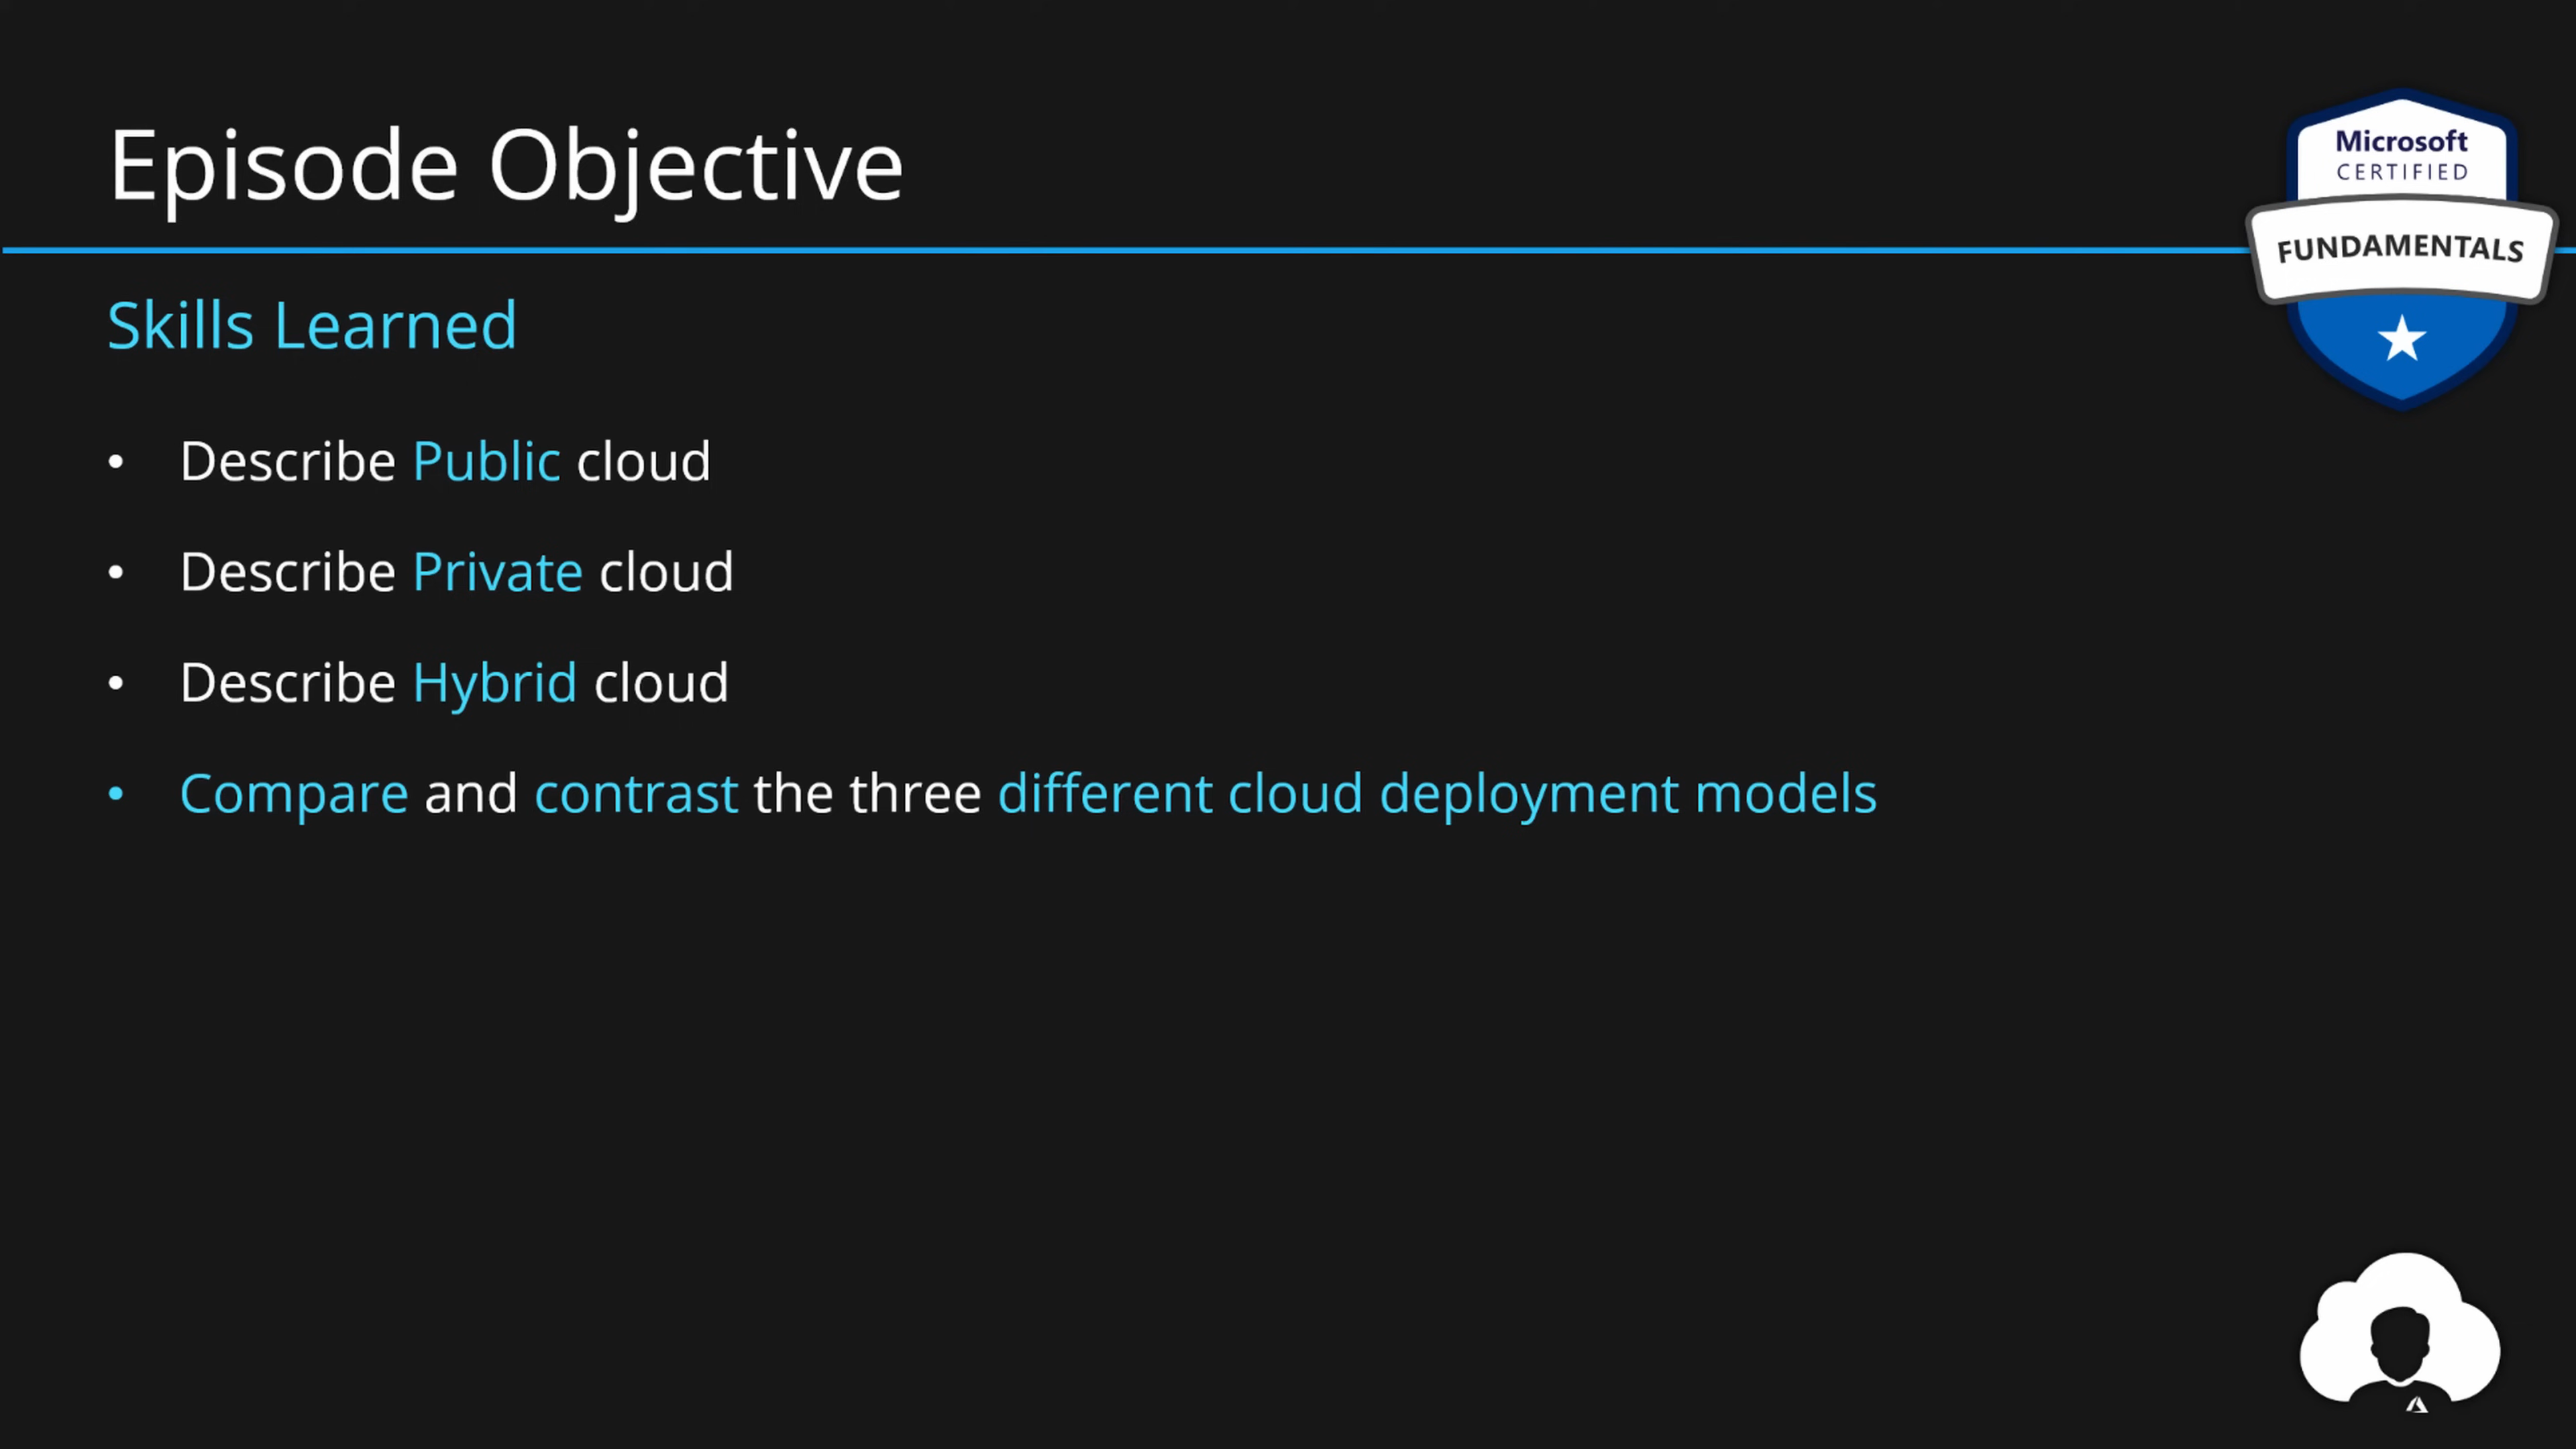 Episode Objective
Microsoft
CERTIFIED
FUNDAMENTALS
Skills Learned
• Describe Public cloud
• Describe Private cloud
• Describe Hybrid cloud
• Compare and contrast the three different cloud deployment models